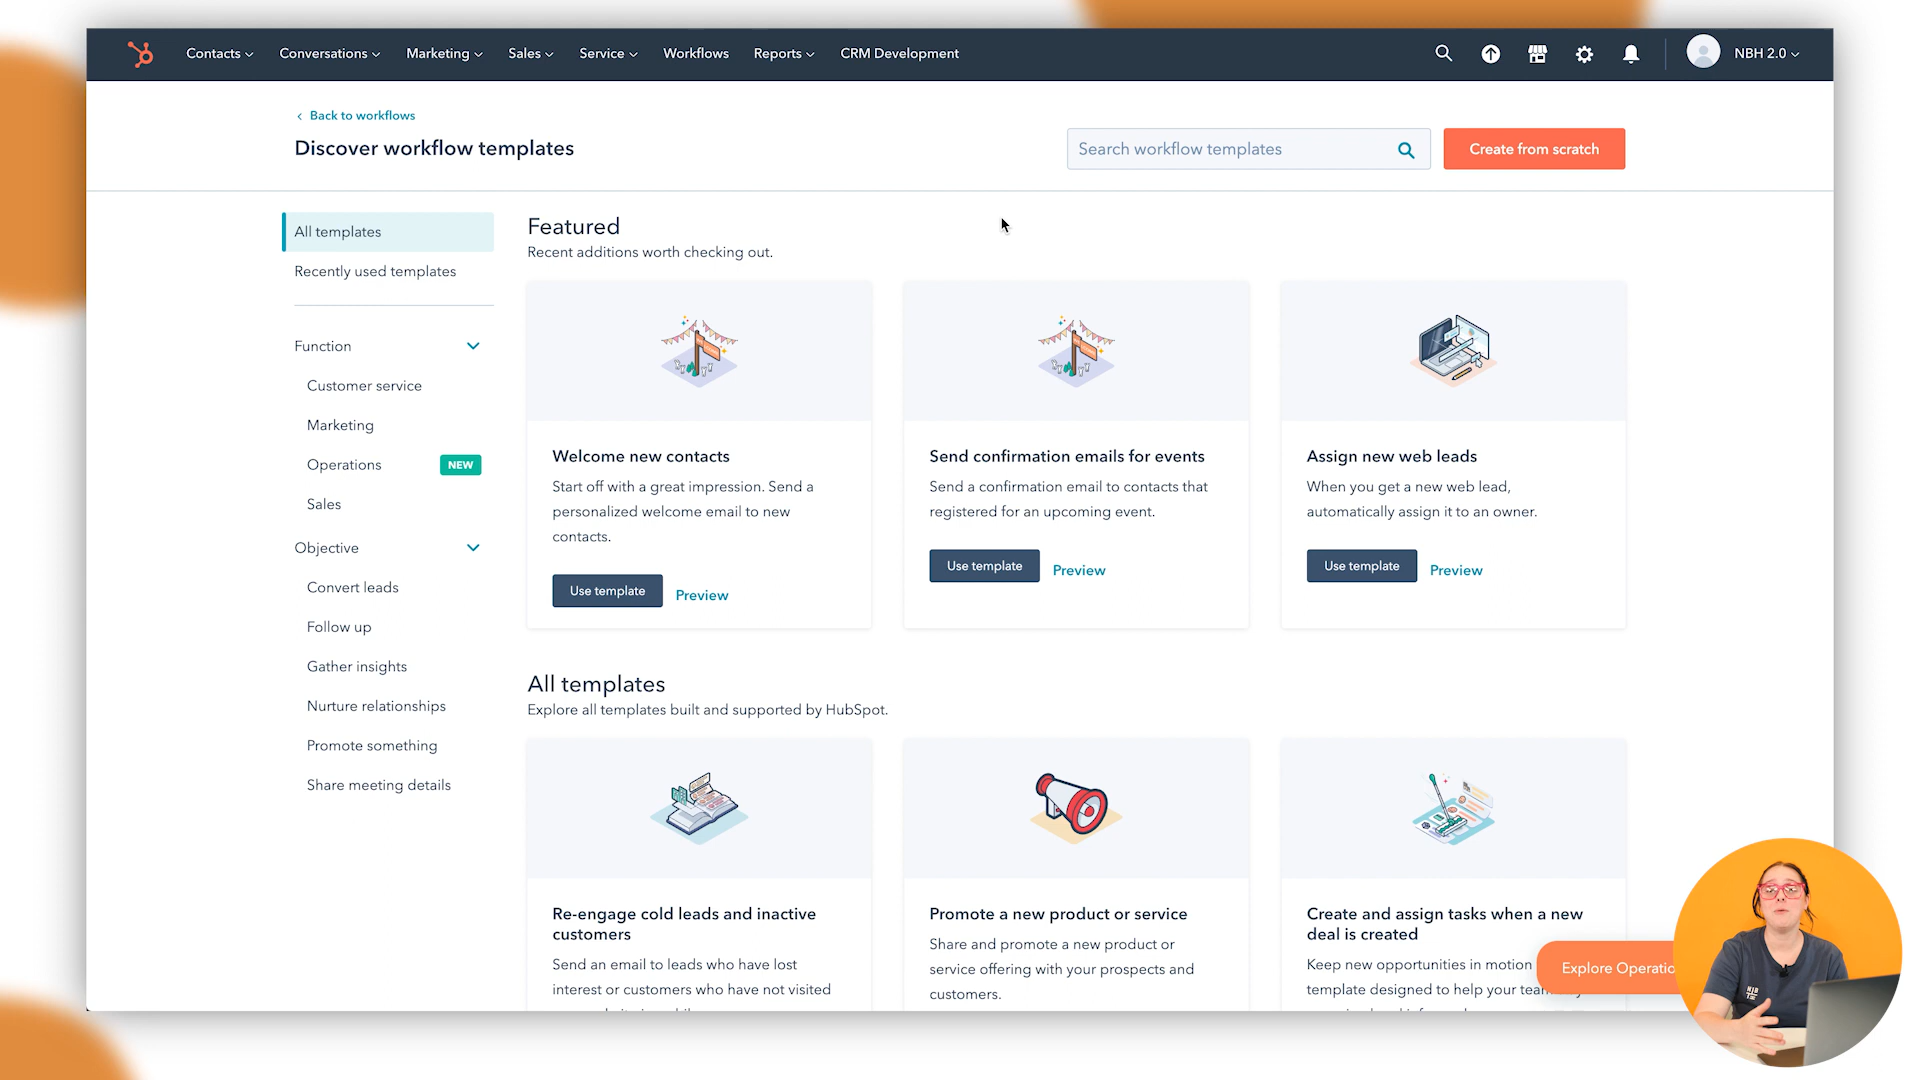 Contacts
Conversations
Marketing
Sales
Service
Workflows
Reports
CRM Development
NBH 2.0
Back to workflows
Discover workflow templates
Search workflow templates
Create from scratch
All templates
Recently used templates
Function
Customer service
Marketing
Operations
NEW
Sales
Objective
Convert leads
Follow up
Gather insights
Nurture relationships
Promote something
Share meeting details
Featured
Recent additions worth checking out.
Welcome new contacts
Start off with a great impression. Send a
personalized welcome email to new
contacts.
Use template
Preview
Send confirmation emails for events
Send a confirmation email to contacts that
registered for an upcoming event.
Use template
Preview
Assign new web leads
When you get a new web lead,
automatically assign it to an owner.
Use template
Preview
All templates
Explore all templates built and supported by HubSpot.
Re-engage cold leads and inactive
customers
Send an email to leads who have lost
interest or customers who have not visited
Promote a new product or service
Share and promote a new product or
service offering with your prospects and
customers.
Create and assign tasks when a new
deal is created
Keep new opportunities in motion
template designed to help your
Explore